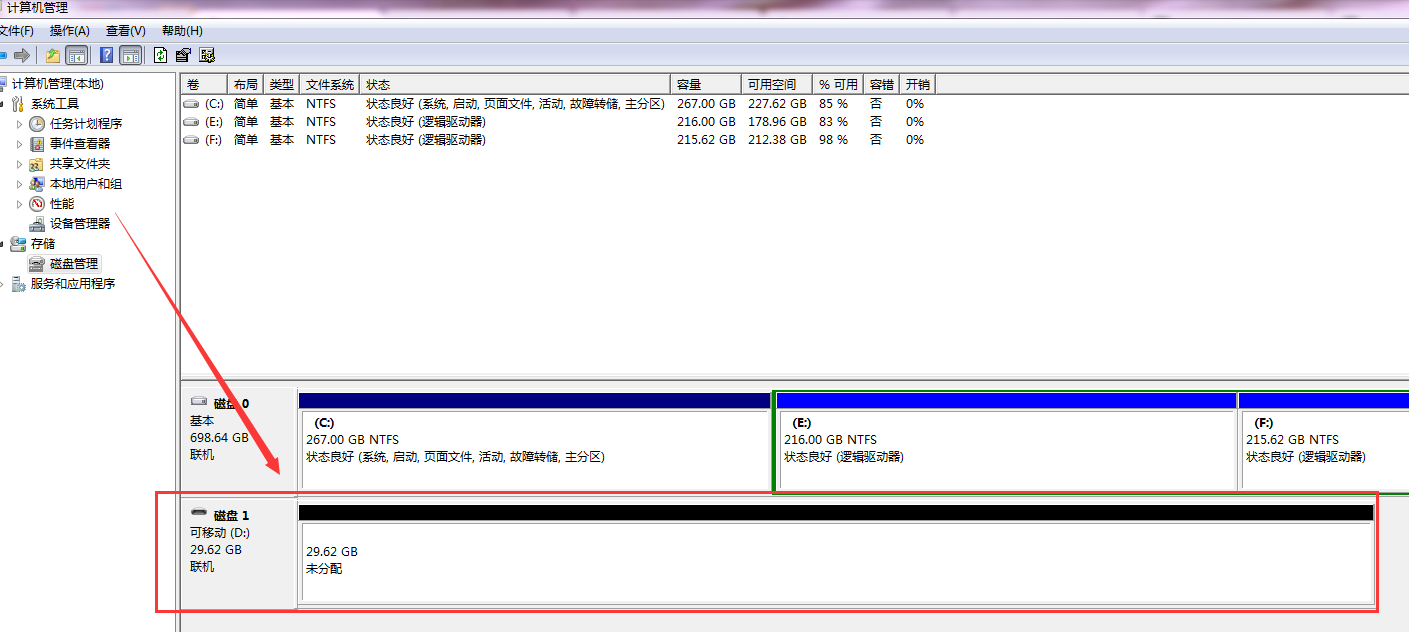 计算机管理
文件(F) 操作(A) 查看(V) 帮助(H)
计算机管理(本地)
系统工具
任务计划程序
事件查看器
共享文件夹
本地用户和组
性能
设备管理器
存储
磁盘管理
服务和应用程序
卷 布局 类型 文件系统 状态 容量 可用空间 % 可用 容错 开销
(C:) 简单 基本 NTFS 状态良好 (系统, 启动, 页面文件, 活动, 故障转储, 主分区) 267.00 GB 227.62 GB 85 % 否 0%
(E:) 简单 基本 NTFS 状态良好 (逻辑驱动器) 216.00 GB 178.96 GB 83 % 否 0%
(F:) 简单 基本 NTFS 状态良好 (逻辑驱动器) 215.62 GB 212.38 GB 98 % 否 0%
磁盘 0
基本
698.64 GB
联机
(C:)
267.00 GB NTFS
状态良好 (系统, 启动, 页面文件, 活动, 故障转储, 主分区)
(E:)
216.00 GB NTFS
状态良好 (逻辑驱动器)
(F:)
215.62 GB NTFS
状态良好 (逻辑驱动器)
磁盘 1
可移动 (D:)
29.62 GB
联机
29.62 GB
未分配